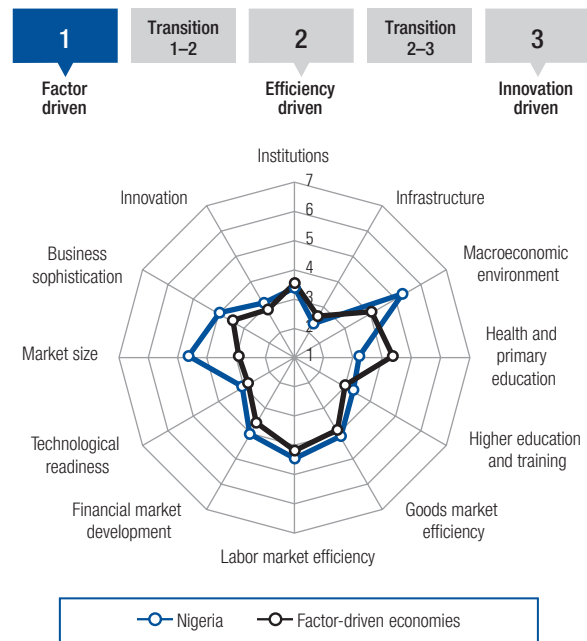 1
Transition
1–2
2
Transition
2–3
3
Factor
driven
Efficiency
driven
Innovation
driven
Institutions
Infrastructure
Macroeconomic
environment
Health and
primary
education
Higher education
and training
Goods market
efficiency
Labor market efficiency
Financial market
development
Technological
readiness
Market size
Business
sophistication
Innovation
7
6
5
4
3
2
1
Nigeria
Factor-driven economies